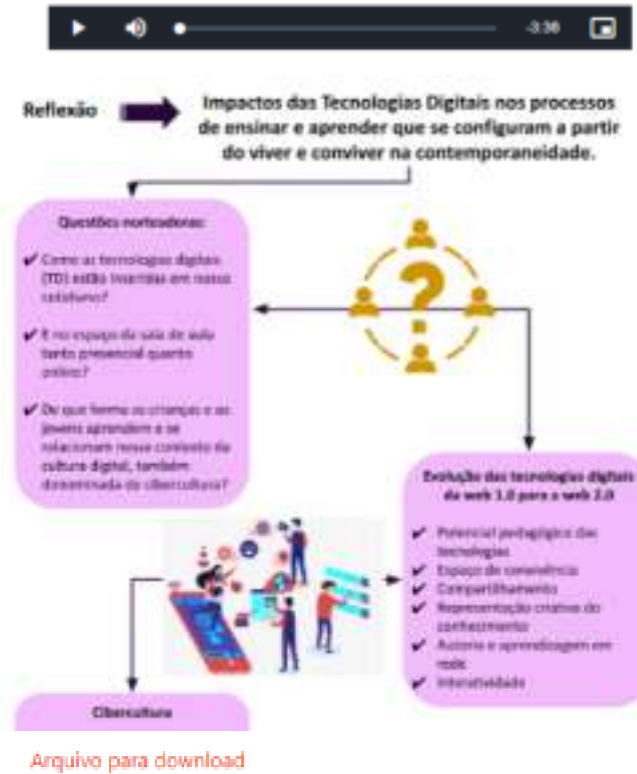 -3:36
Reflexão
Impactos das Tecnologias Digitais nos processos
de ensinar e aprender que se configuram a partir
do viver e conviver na contemporaneidade.
Questões norteadoras:
✔ Como as tecnologias digitais
(TD) estão inseridas em nosso
cotidiano?
✔ E no espaço da sala de aula
tanto presencial quanto
online?
✔ De que forma as crianças e os
jovens aprendem e se
relacionam nesse contexto da
cultura digital, também
denominada de cibercultura?
Evolução das tecnologias digitais
da web 1.0 para a web 2.0
✔ Potencial pedagógico das
tecnologias
✔ Espaço de convivência
✔ Compartilhamento
✔ Representação criativa do
conhecimento
✔ Autoria e aprendizagem em
rede
✔ Interatividade
Cibercultura
Arquivo para download